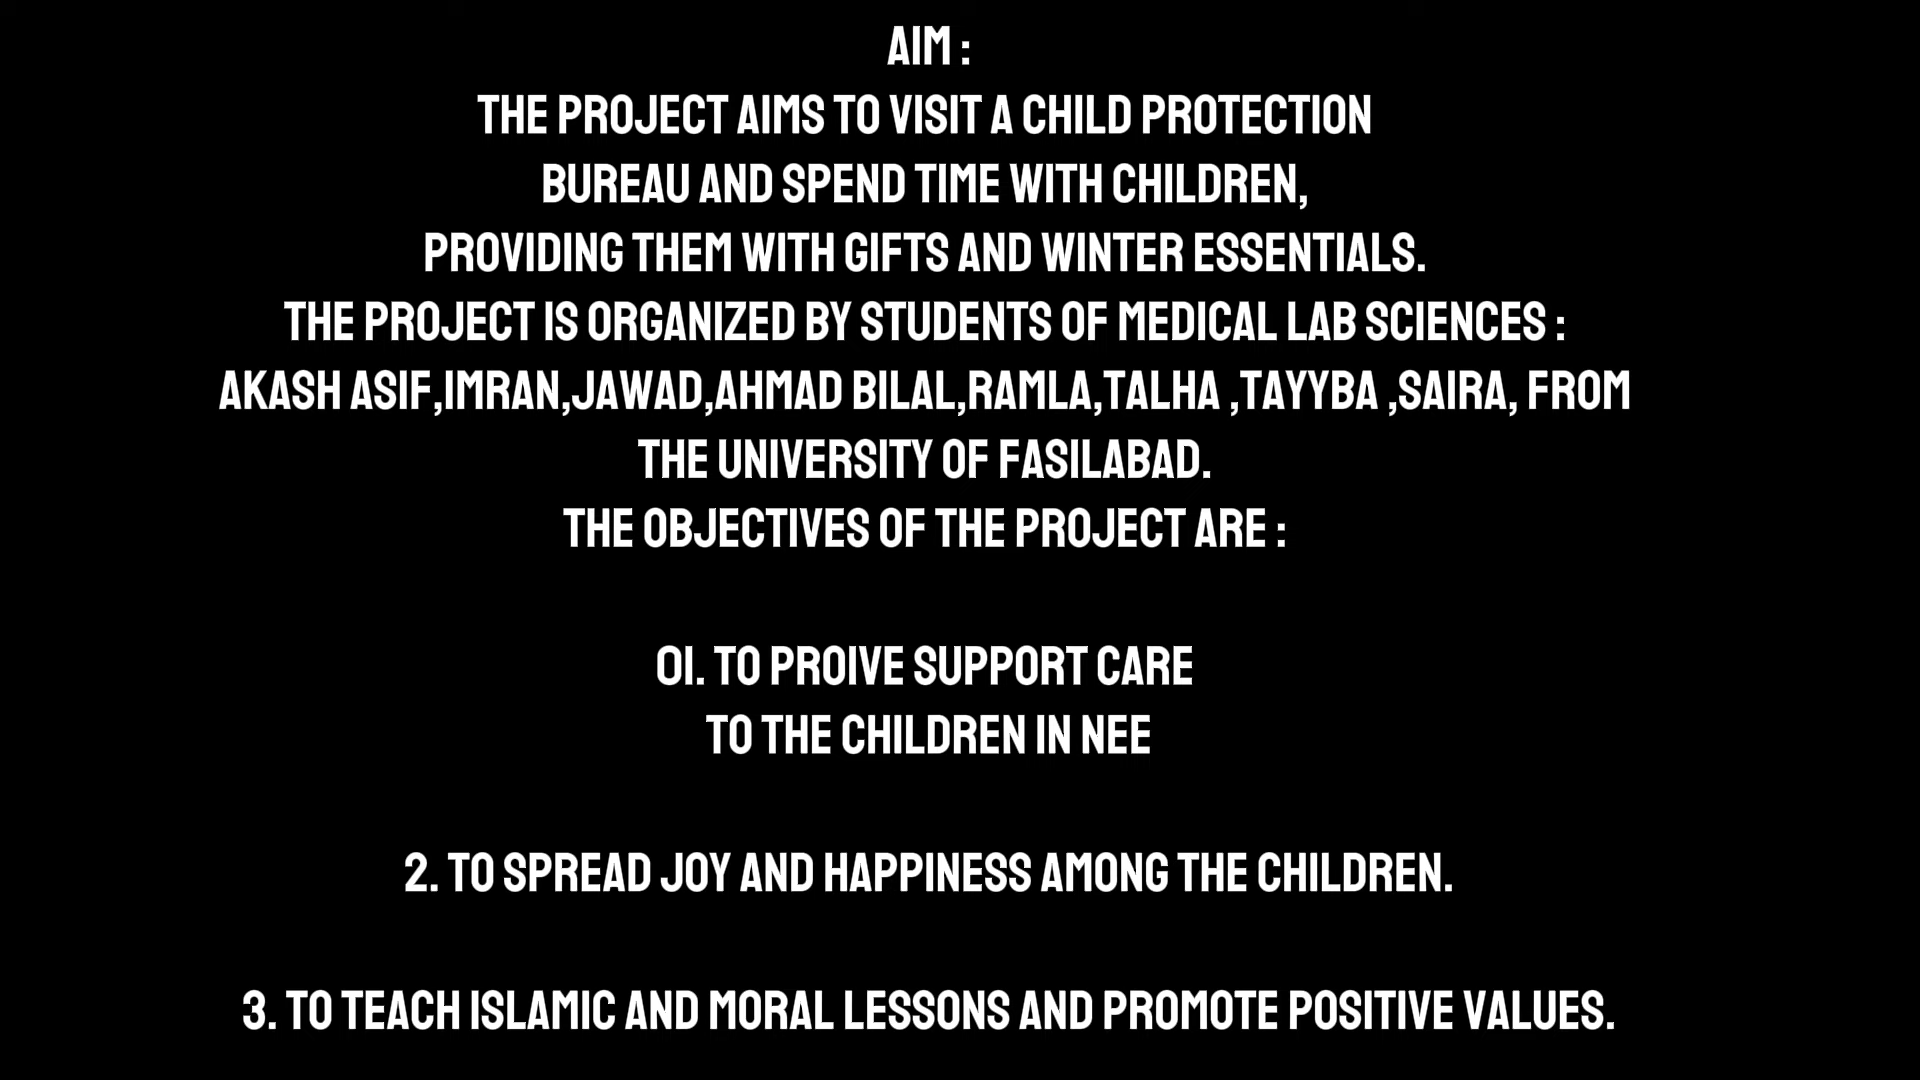 AIM :
THE PROJECT AIMS TO VISIT A CHILD PROTECTION
BUREAU AND SPEND TIME WITH CHILDREN,
PROVIDING THEM WITH GIFTS AND WINTER ESSENTIALS.
THE PROJECT IS ORGANIZED BY STUDENTS OF MEDICAL LAB SCIENCES :
AKASH ASIF,IMRAN,JAWAD,AHMAD BILAL,RAMLA,TALHA ,TAYYBA ,SAIRA, FROM
THE UNIVERSITY OF FASILABAD.
THE OBJECTIVES OF THE PROJECT ARE :
01. TO PROIVE SUPPORT CARE
TO THE CHILDREN IN NEE
2. TO SPREAD JOY AND HAPPINESS AMONG THE CHILDREN.
3. TO TEACH ISLAMIC AND MORAL LESSONS AND PROMOTE POSITIVE VALUES.